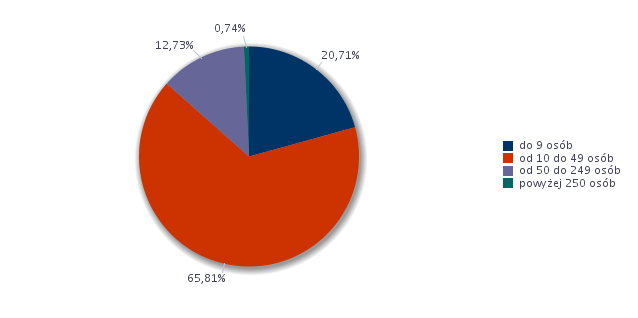 0,74%
12,73%
20,71%
65,81%
do 9 osób
od 10 do 49 osób
od 50 do 249 osób
powyżej 250 osób